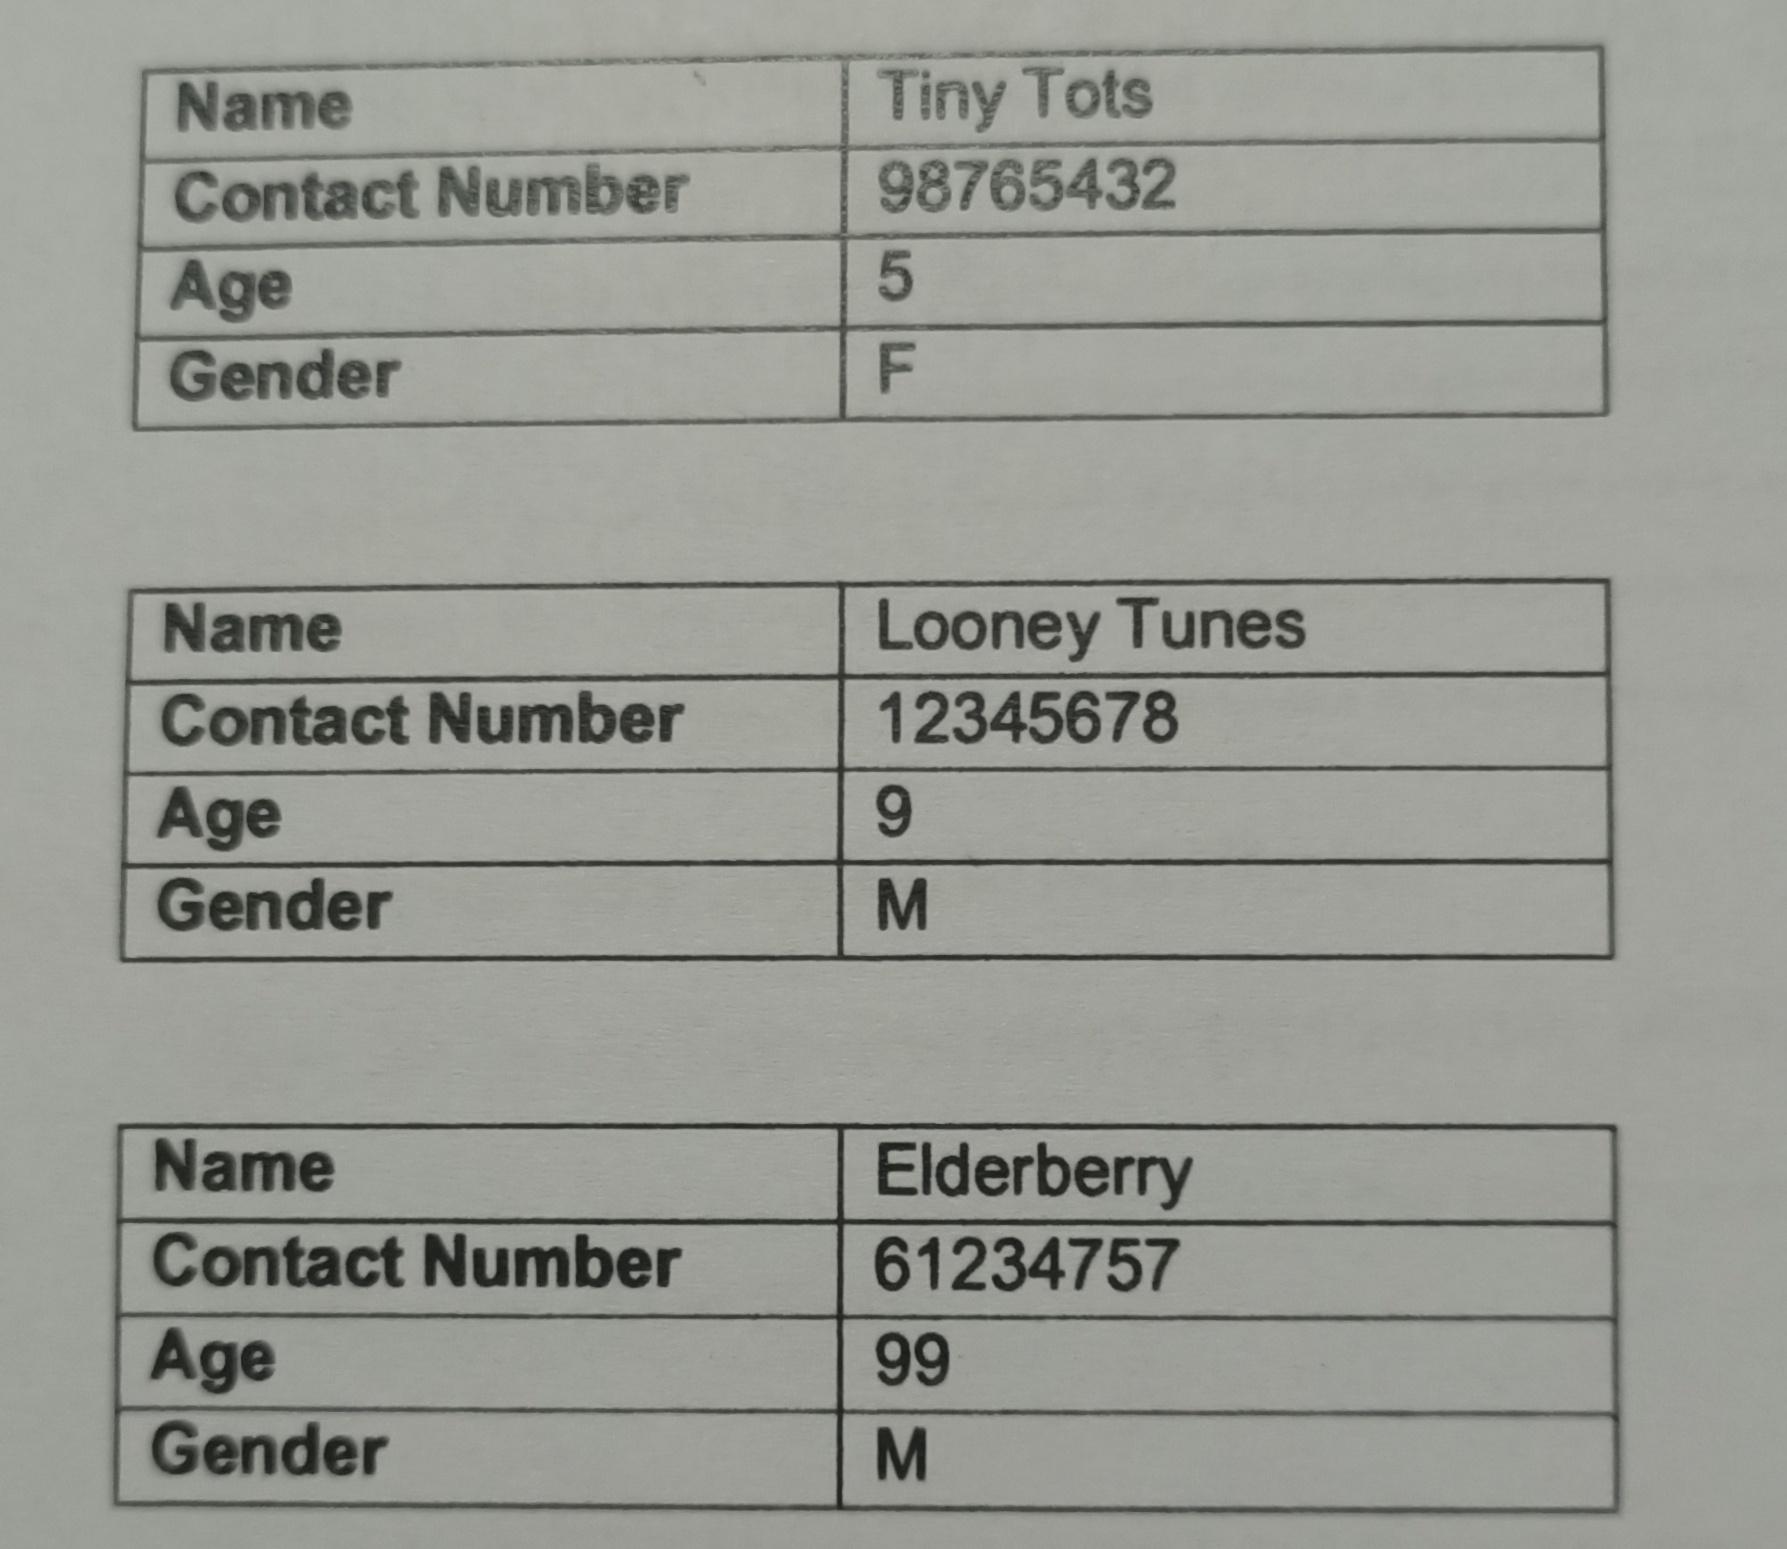 Name Tiny Tots
Contact Number 98765432
Age 5
Gender F
Name Looney Tunes
Contact Number 12345678
Age 9
Gender M
Name Elderberry
Contact Number 61234757
Age 99
Gender M